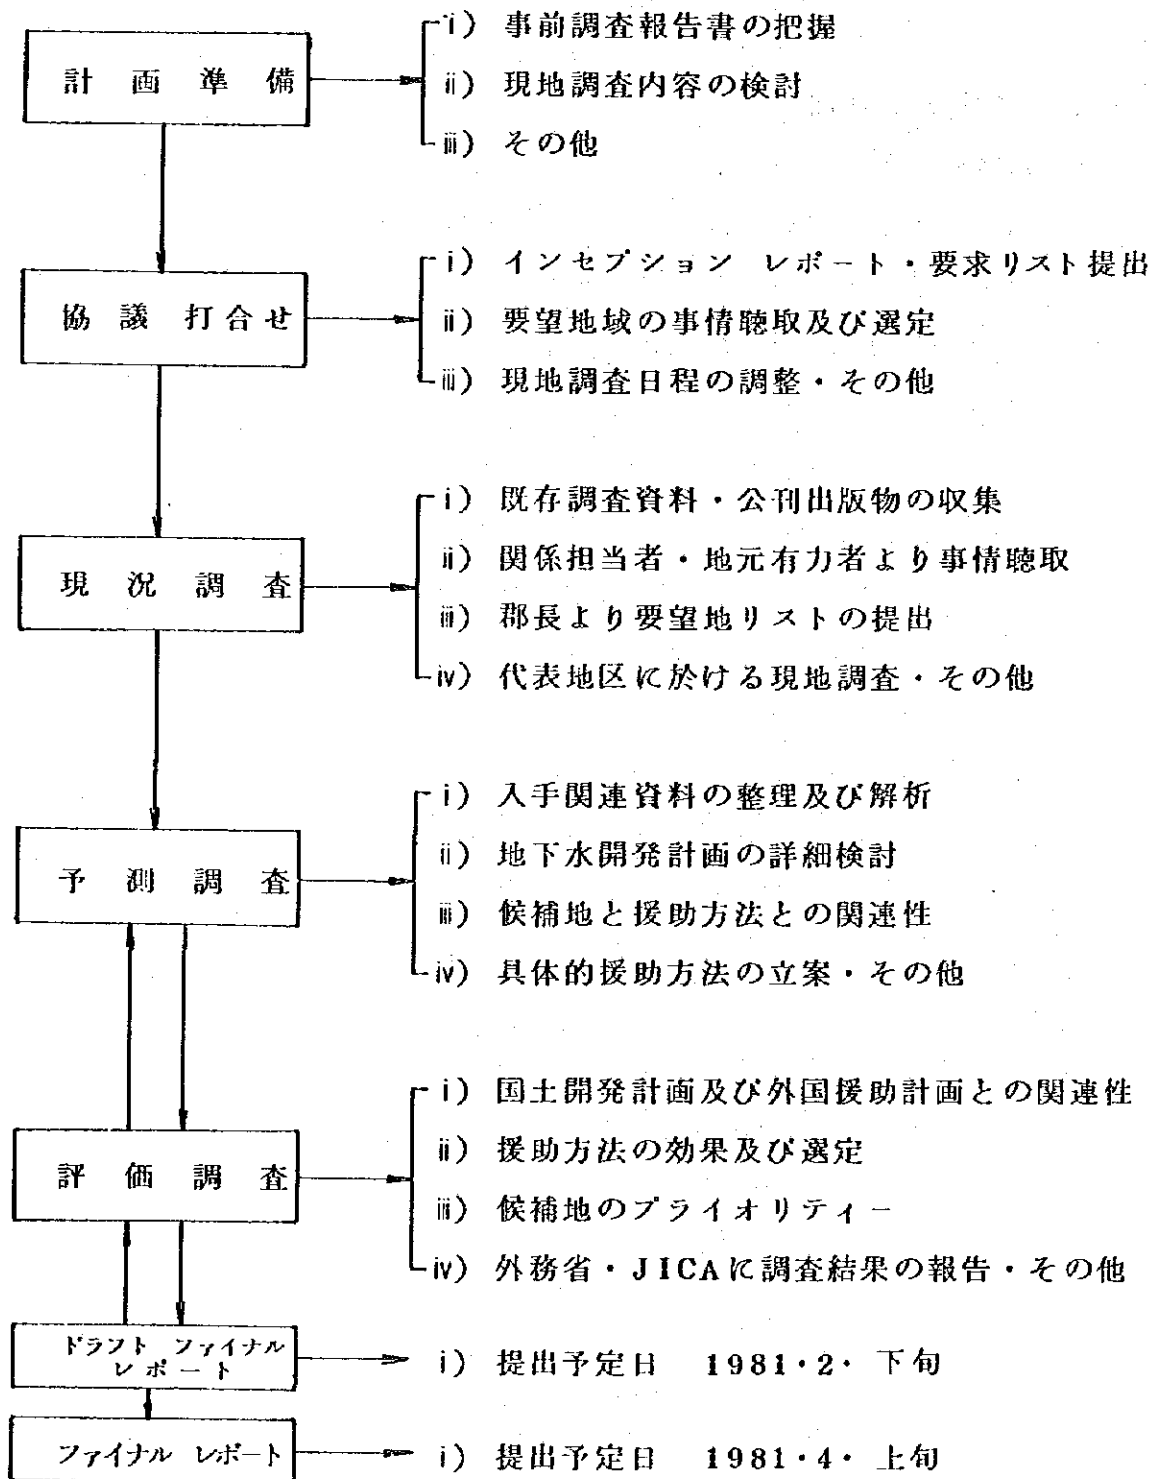 計画準備
i) 事前調査報告書の把握
ii) 現地調査内容の検討
iii) その他
協議打合せ
i) インセプション レポート・要求リスト提出
ii) 要望地域の事情聴取及び選定
iii) 現地調査日程の調整・その他
現況調査
i) 既存調査資料・公刊出版物の収集
ii) 関係担当者・地元有力者より事情聴取
iii) 郡長より要望地リストの提出
iv) 代表地区に於ける現地調査・その他
予測調査
i) 入手関連資料の整理及び解析
ii) 地下水開発計画の詳細検討
iii) 候補地と援助方法との関連性
iv) 具体的援助方法の立案・その他
評価調査
i) 国土開発計画及び外国援助計画との関連性
ii) 援助方法の効果及び選定
iii) 候補地のプライオリティー
iv) 外務省・JICAに調査結果の報告・その他
ドラフト ファイナル
レポート
i) 提出予定日 1981・2・下旬
ファイナル レポート
i) 提出予定日 1981・4・上旬